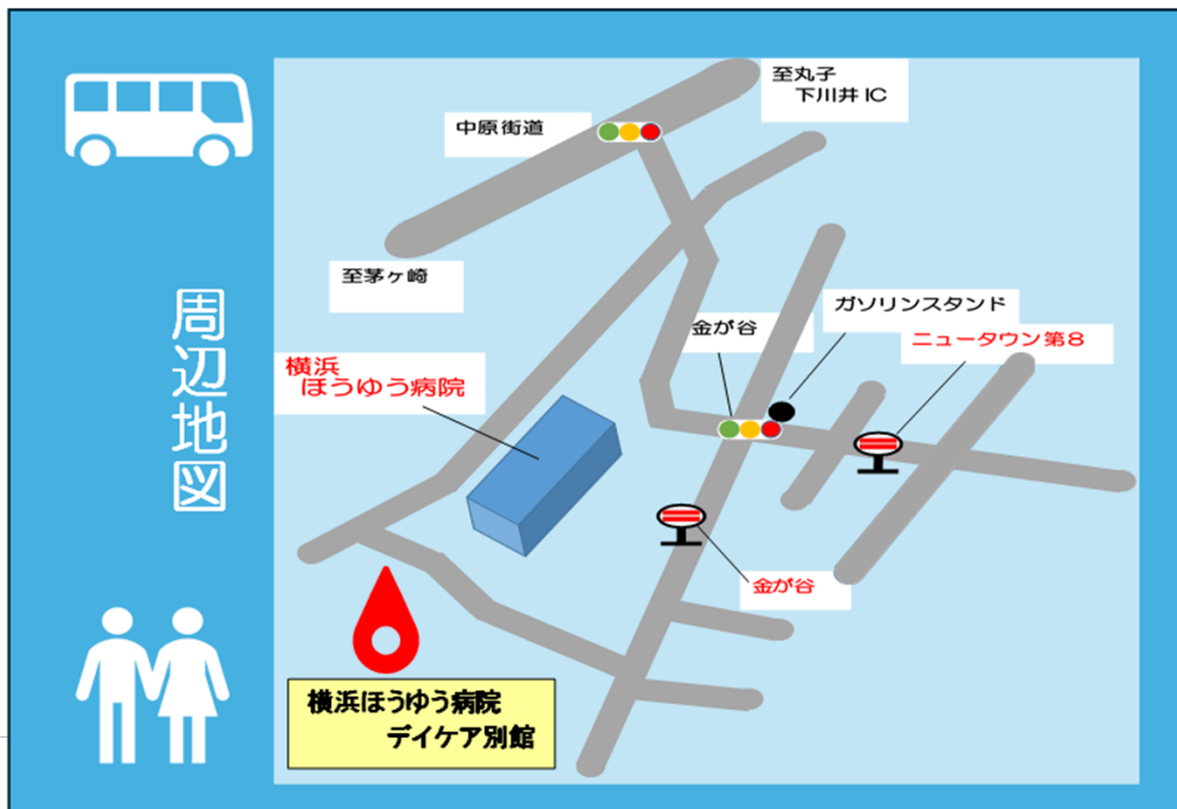 周辺地図
至丸子
下川井 IC
中原街道
至茅ヶ崎
ガソリンスタンド
金が谷
ニュータウン第8
横浜
ほうゆう病院
金が谷
横浜ほうゆう病院
デイケア別館